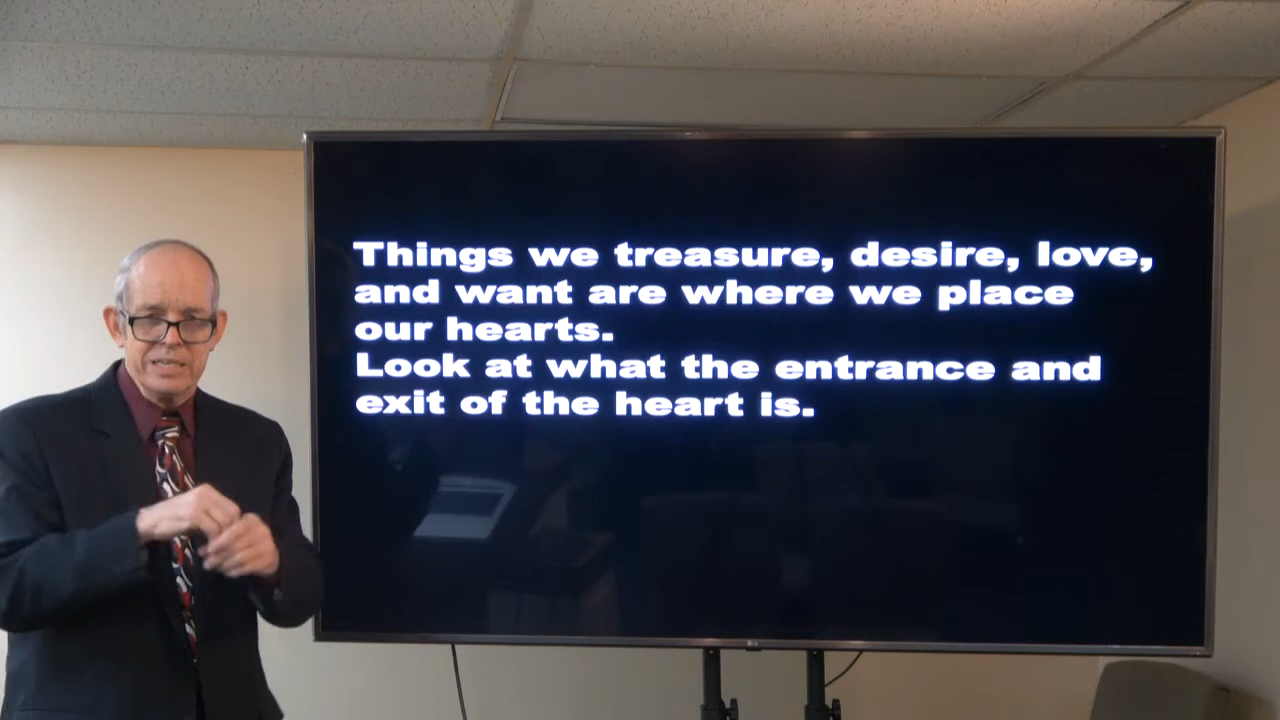 Things we treasure, desire, love,
and want are where we place
our hearts.
Look at what the entrance and
exit of the heart is.